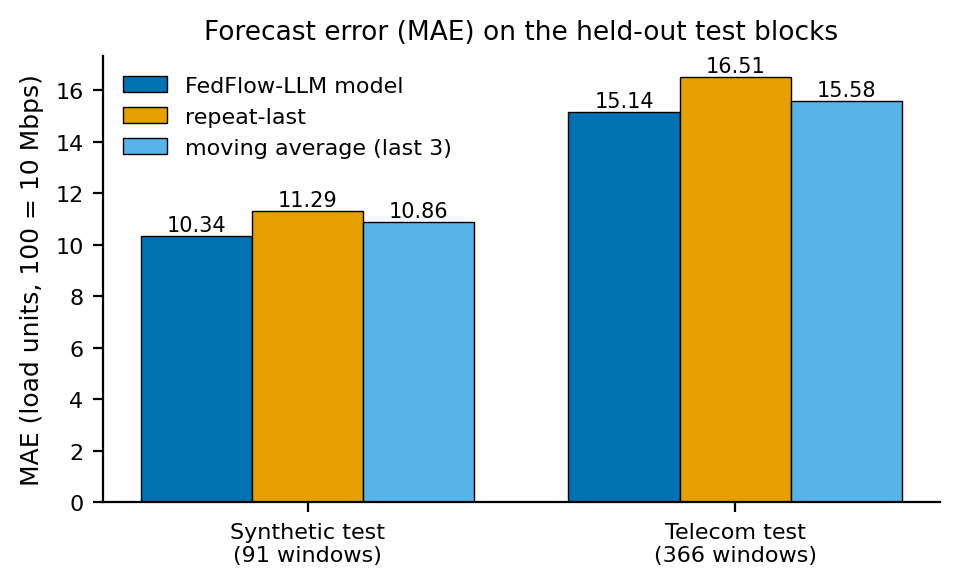 Forecast error (MAE) on the held-out test blocks
MAE (load units, 100 = 10 Mbps)
16
14
12
10
8
6
4
2
0
FedFlow-LLM model
repeat-last
moving average (last 3)
10.34
11.29
10.86
15.14
16.51
15.58
Synthetic test
(91 windows)
Telecom test
(366 windows)